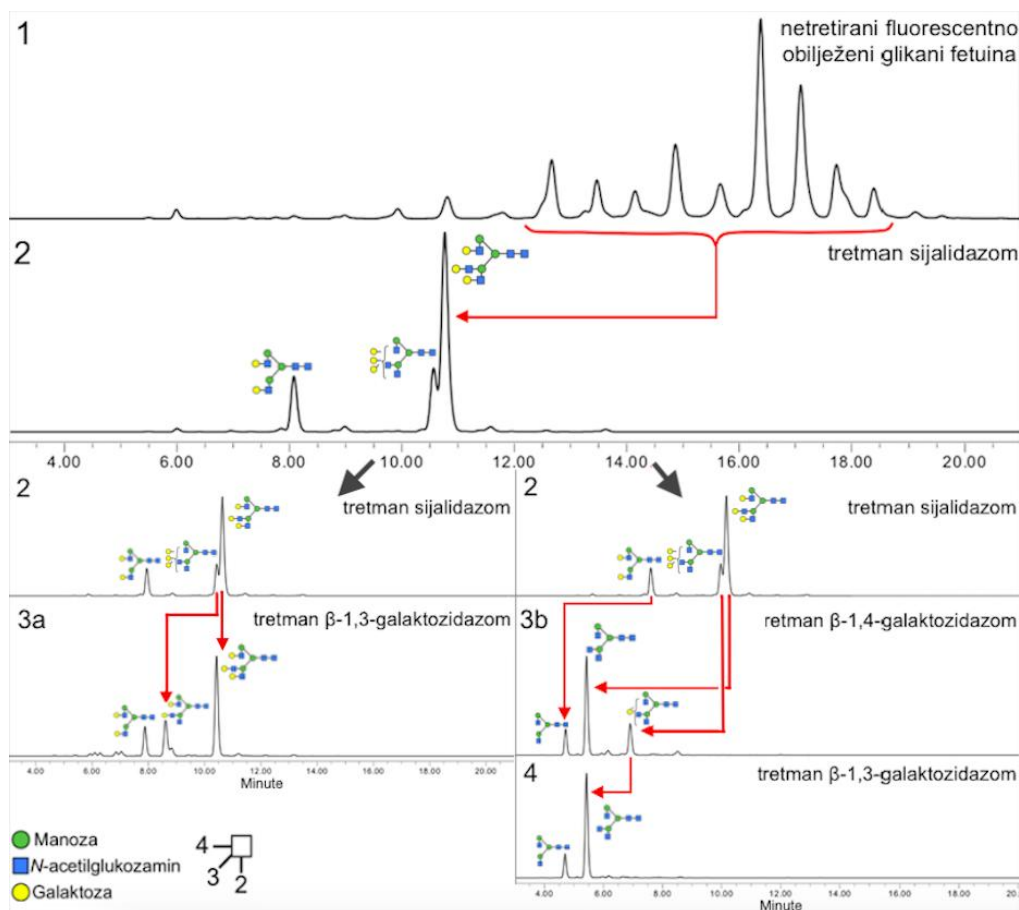 1
netretirani fluorescentno
obilježeni glikani fetuina
2
tretman sijalidazom
4.00 6.00 8.00 10.00 12.00 14.00 16.00 18.00 20.00
2
tretman sijalidazom
3a
tretman β-1,3-galaktozidazom
4.00 6.00 8.00 10.00 12.00 14.00 16.00 18.00 20.00
Minute
2
tretman sijalidazom
3b
retman β-1,4-galaktozidazom
4
tretman β-1,3-galaktozidazom
4.00 6.00 8.00 10.00 12.00 14.00 16.00 18.00 20.0
Minute
Manoza
N-acetilglukozamin
Galaktoza
4
3
2